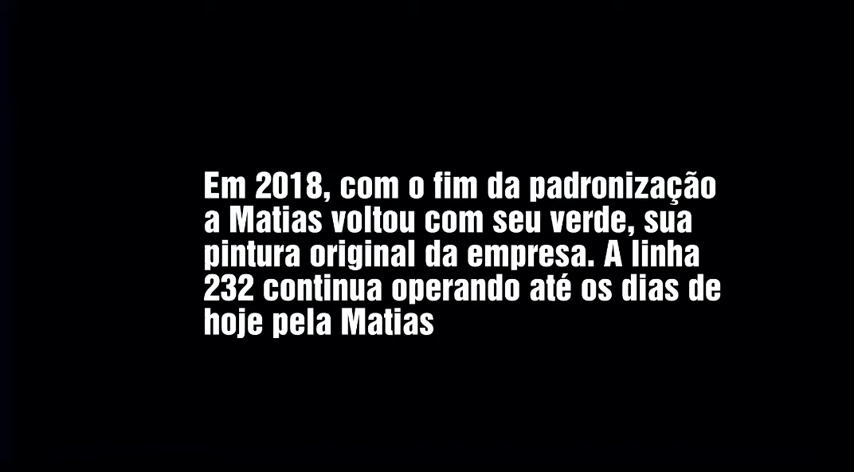 Em 2018, com o fim da padronização
a Matias voltou com seu verde, sua
pintura original da empresa. A linha
232 continua operando até os dias de
hoje pela Matias